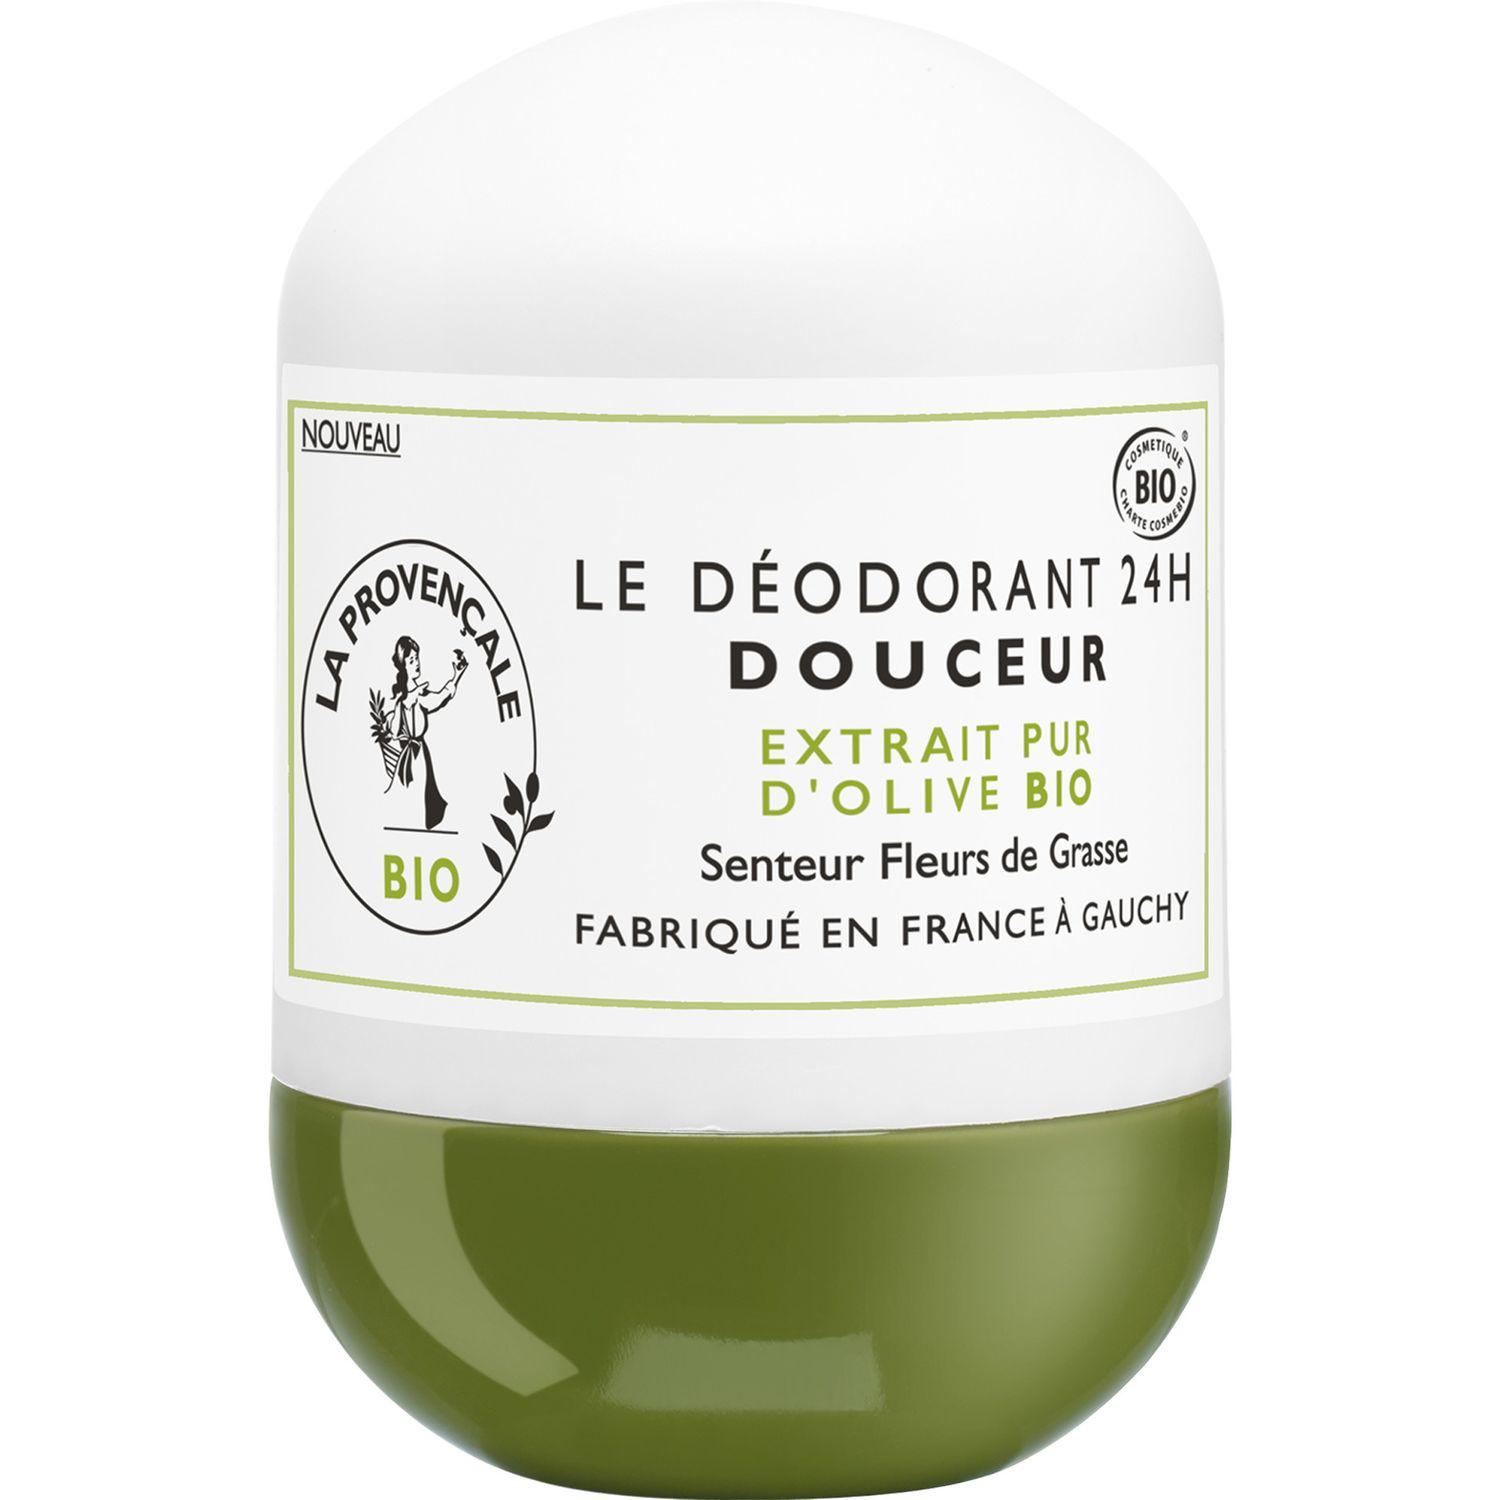 NOUVEAU
COSMETIQUE
BIO
CHARTE COSMEBIO
®
LA PROVENÇALE
BIO
LE DÉODORANT 24H
DOUCEUR
EXTRAIT PUR
D'OLIVE BIO
Senteur Fleurs de Grasse
FABRIQUÉ EN FRANCE À GAUCHY